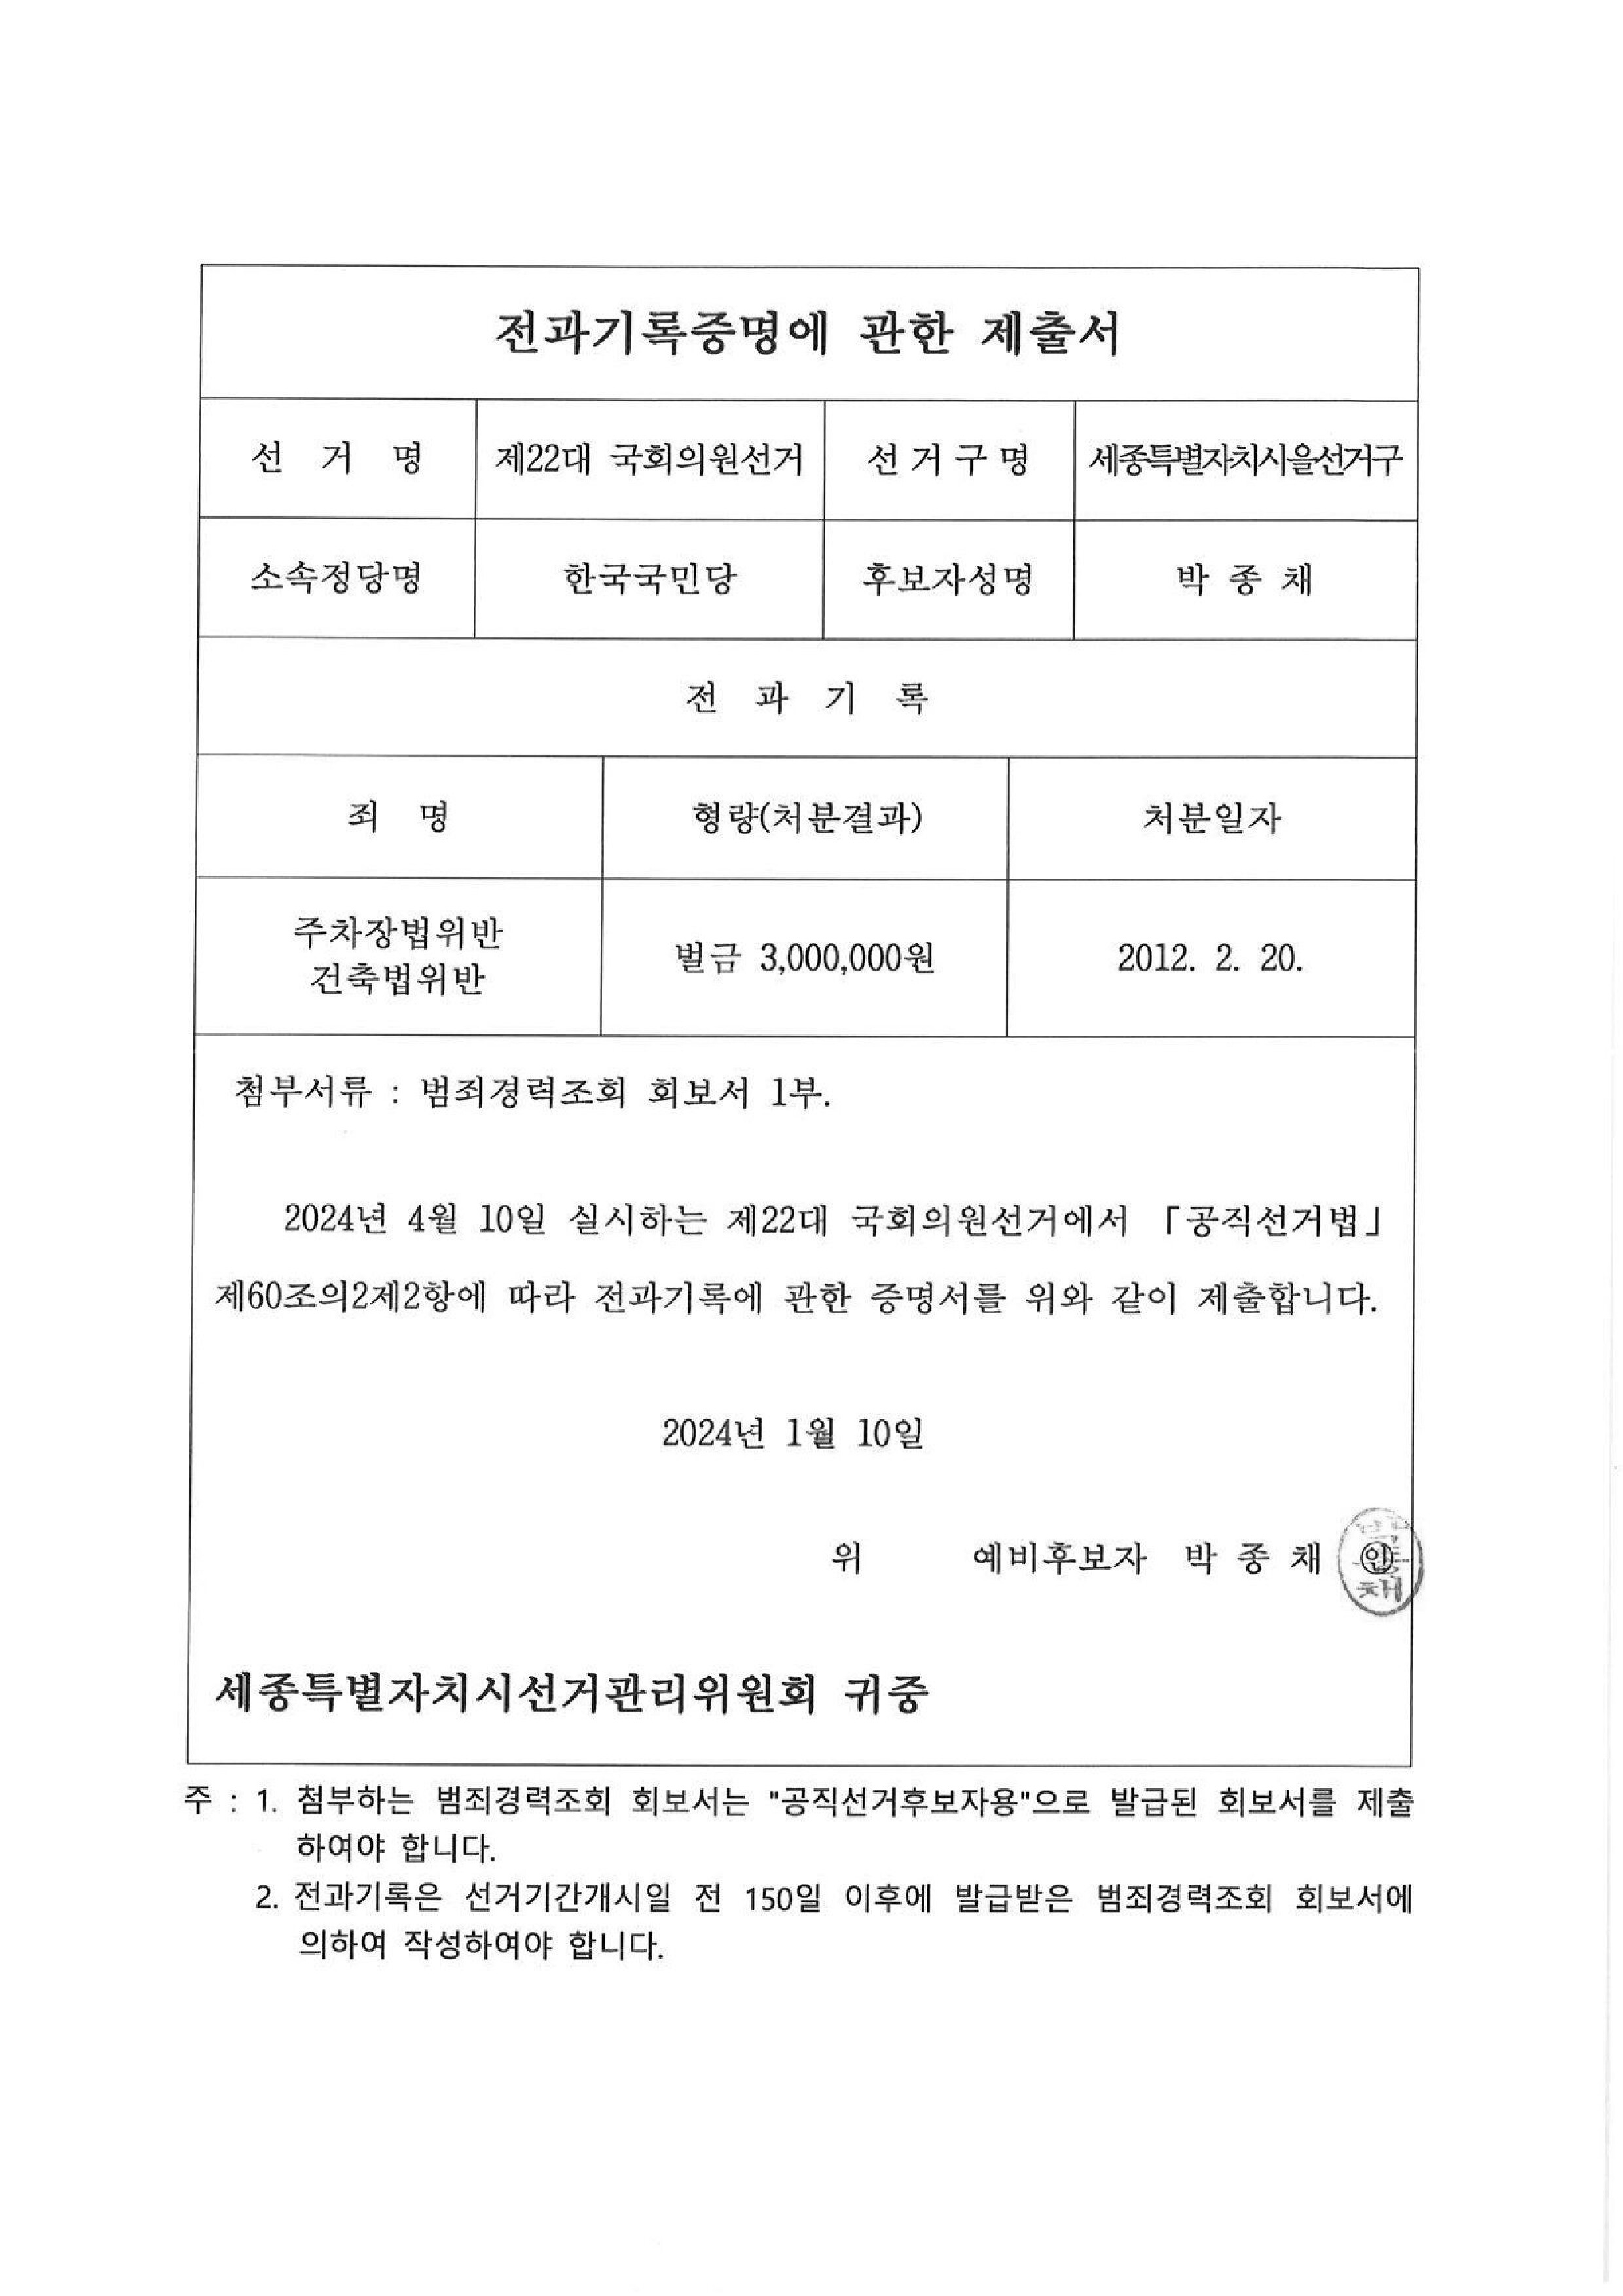 전과기록증명에 관한 제출서
선 거 명 제22대 국회의원선거 선거구명 세종특별자치시을선거구
소속정당명 한국국민당 후보자성명 박 종 채
전 과 기 록
죄 명 형량(처분결과) 처분일자
주차장법위반
건축법위반
벌금 3,000,000원 2012. 2. 20.
첨부서류 : 범죄경력조회 회보서 1부.
2024년 4월 10일 실시하는 제22대 국회의원선거에서 「공직선거법」
제60조의2제2항에 따라 전과기록에 관한 증명서를 위와 같이 제출합니다.
2024년 1월 10일
위 예비후보자 박 종 채 ㊞
세종특별자치시선거관리위원회 귀중
주 : 1. 첨부하는 범죄경력조회 회보서는 "공직선거후보자용"으로 발급된 회보서를 제출
하여야 합니다.
2. 전과기록은 선거기간개시일 전 150일 이후에 발급받은 범죄경력조회 회보서에
의하여 작성하여야 합니다.